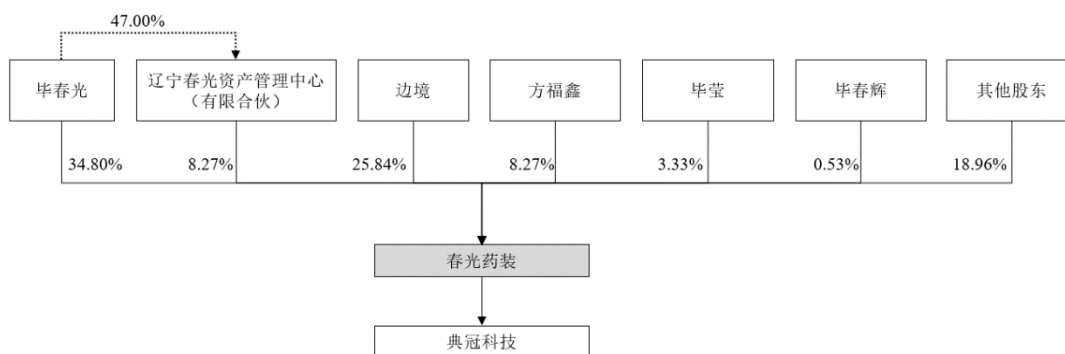 47.00%
毕春光
辽宁春光资产管理中心
（有限合伙）
边境
方福鑫
毕莹
毕春辉
其他股东
34.80%
8.27%
25.84%
8.27%
3.33%
0.53%
18.96%
春光药装
典冠科技